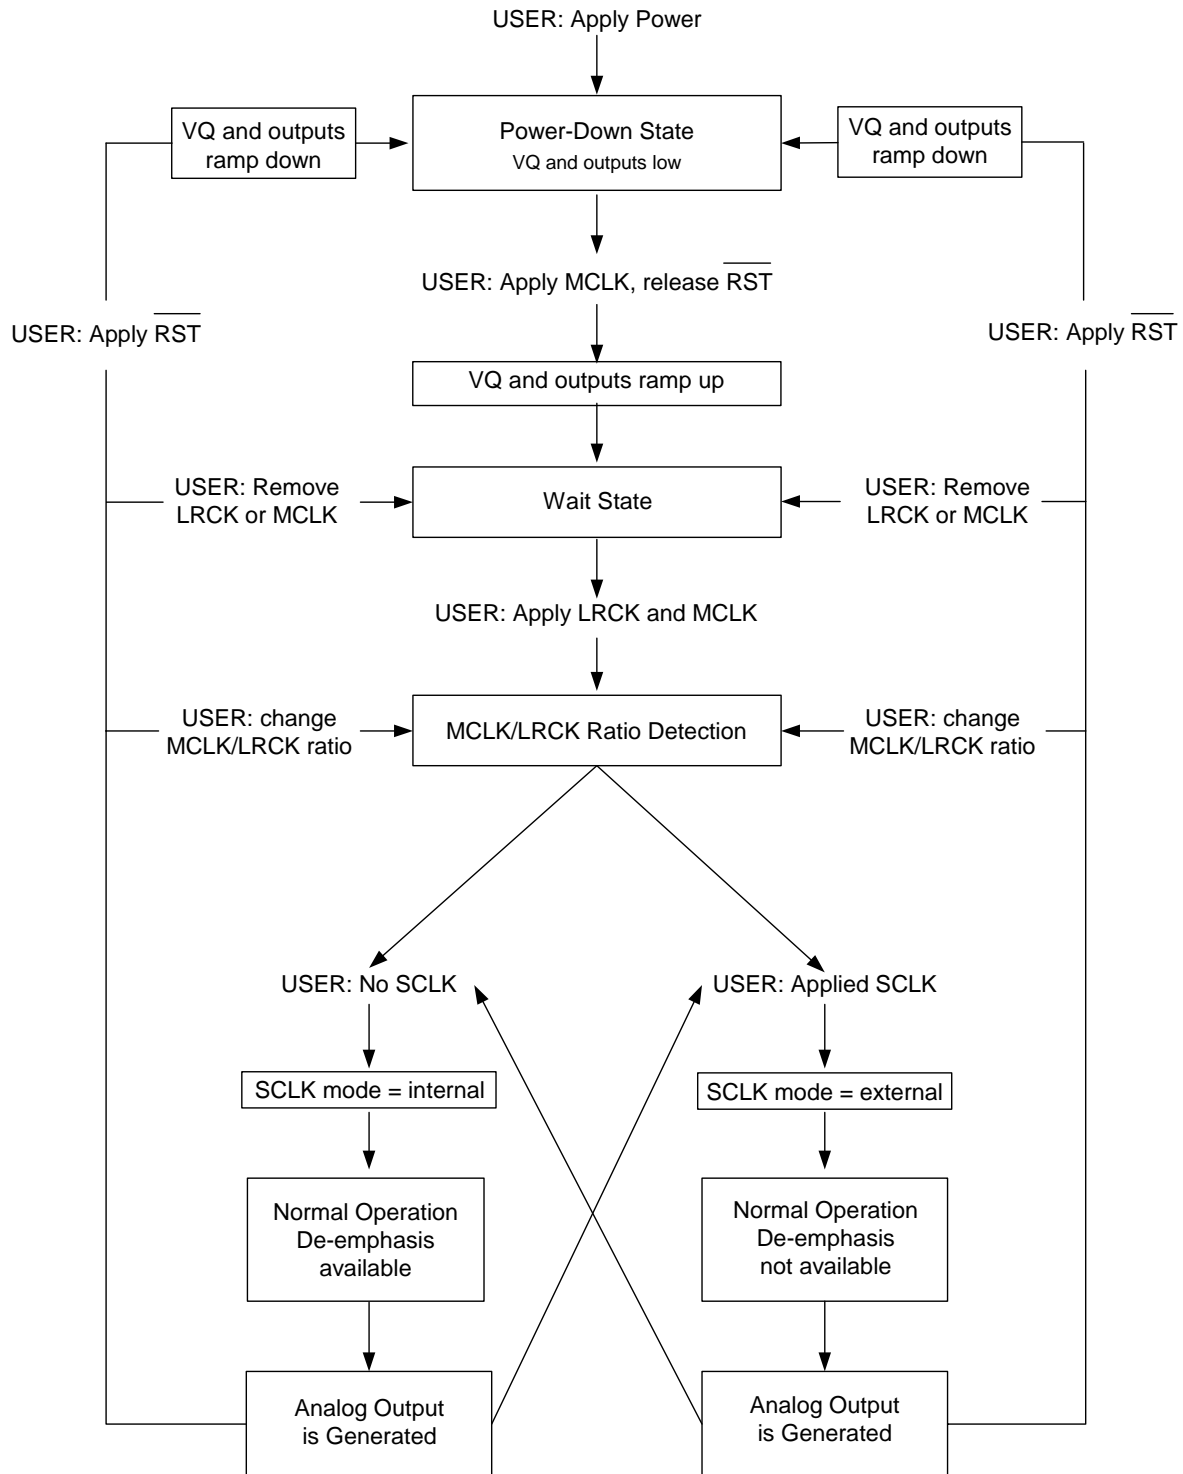 USER: Apply Power
VQ and outputs
ramp down
Power-Down State
VQ and outputs low
VQ and outputs
ramp down
USER: Apply MCLK, release RST
USER: Apply RST
USER: Apply RST
VQ and outputs ramp up
USER: Remove
LRCK or MCLK
Wait State
USER: Remove
LRCK or MCLK
USER: Apply LRCK and MCLK
USER: change
MCLK/LRCK ratio
MCLK/LRCK Ratio Detection
USER: change
MCLK/LRCK ratio
USER: No SCLK
USER: Applied SCLK
SCLK mode = internal
SCLK mode = external
Normal Operation
De-emphasis
available
Normal Operation
De-emphasis
not available
Analog Output
is Generated
Analog Output
is Generated